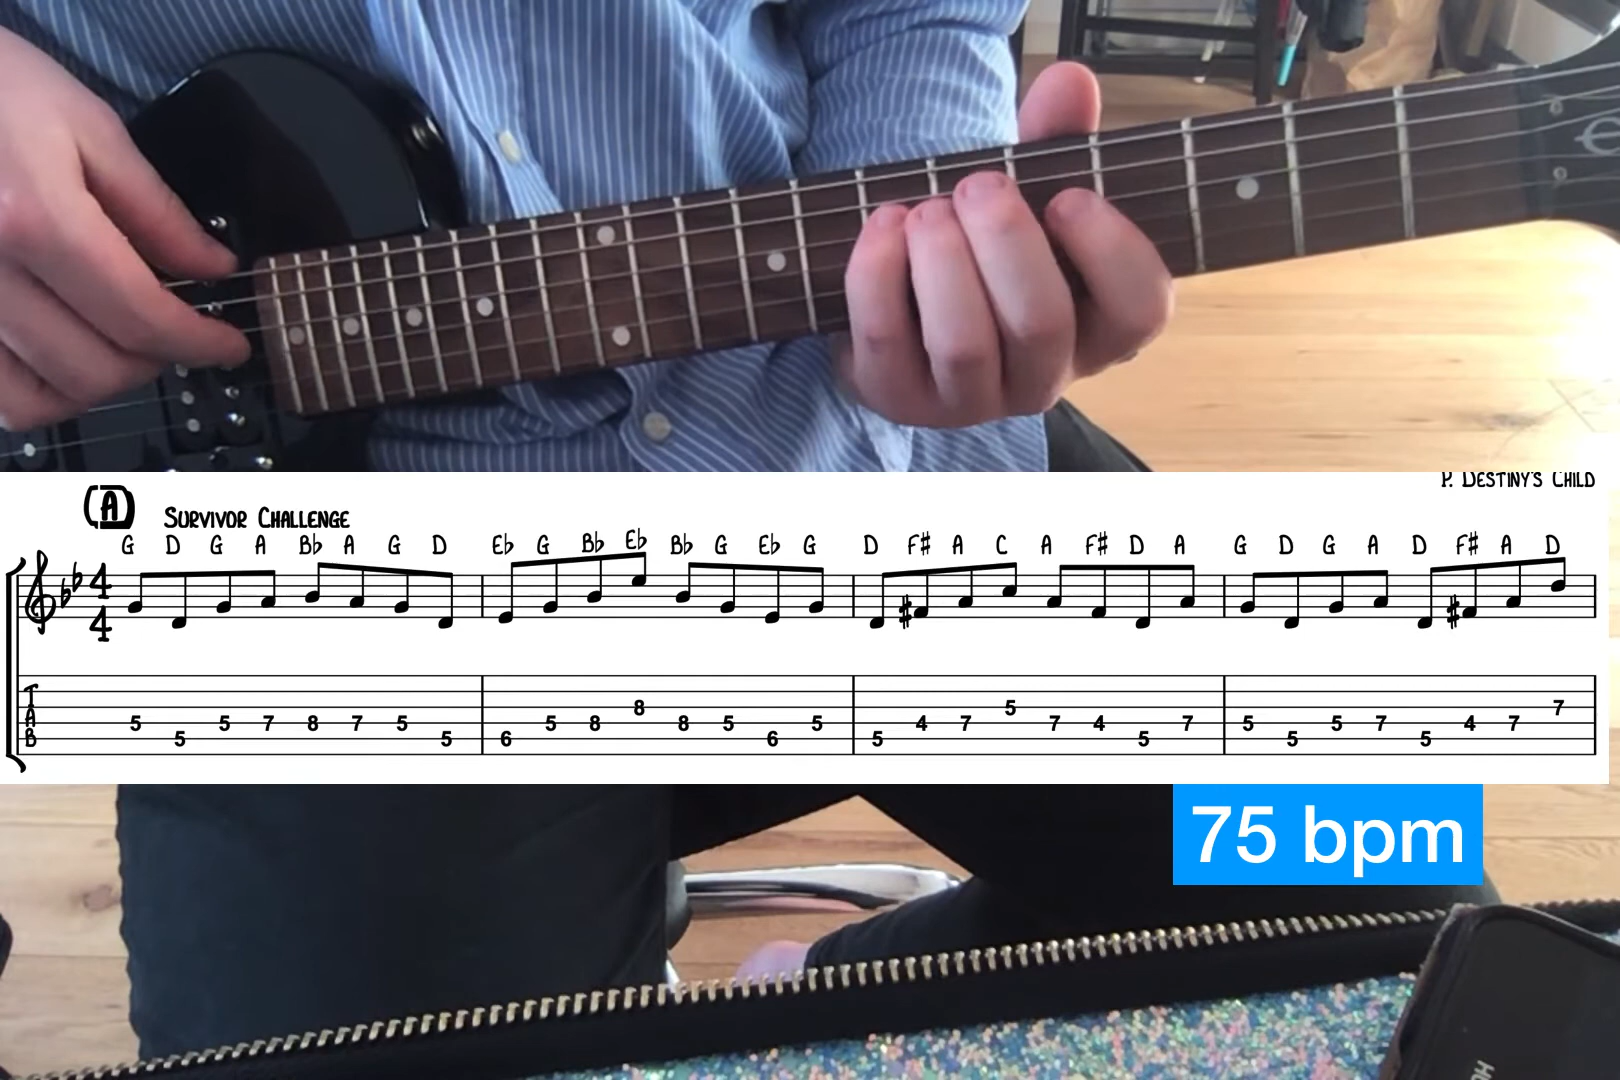 P. Destiny's Child
(A) Survivor Challenge
G D G A Bb A G D Eb G Bb Eb Bb G Eb G D F# A C A F# D A G D G A D F# A D
4
4
T
A
B
8 5 7
5 5 7 8 7 5 5 8 8 5 5 4 7 7 4 7 5 5 7 4 7
5 5 6 6 5 5 5 5
75 bpm